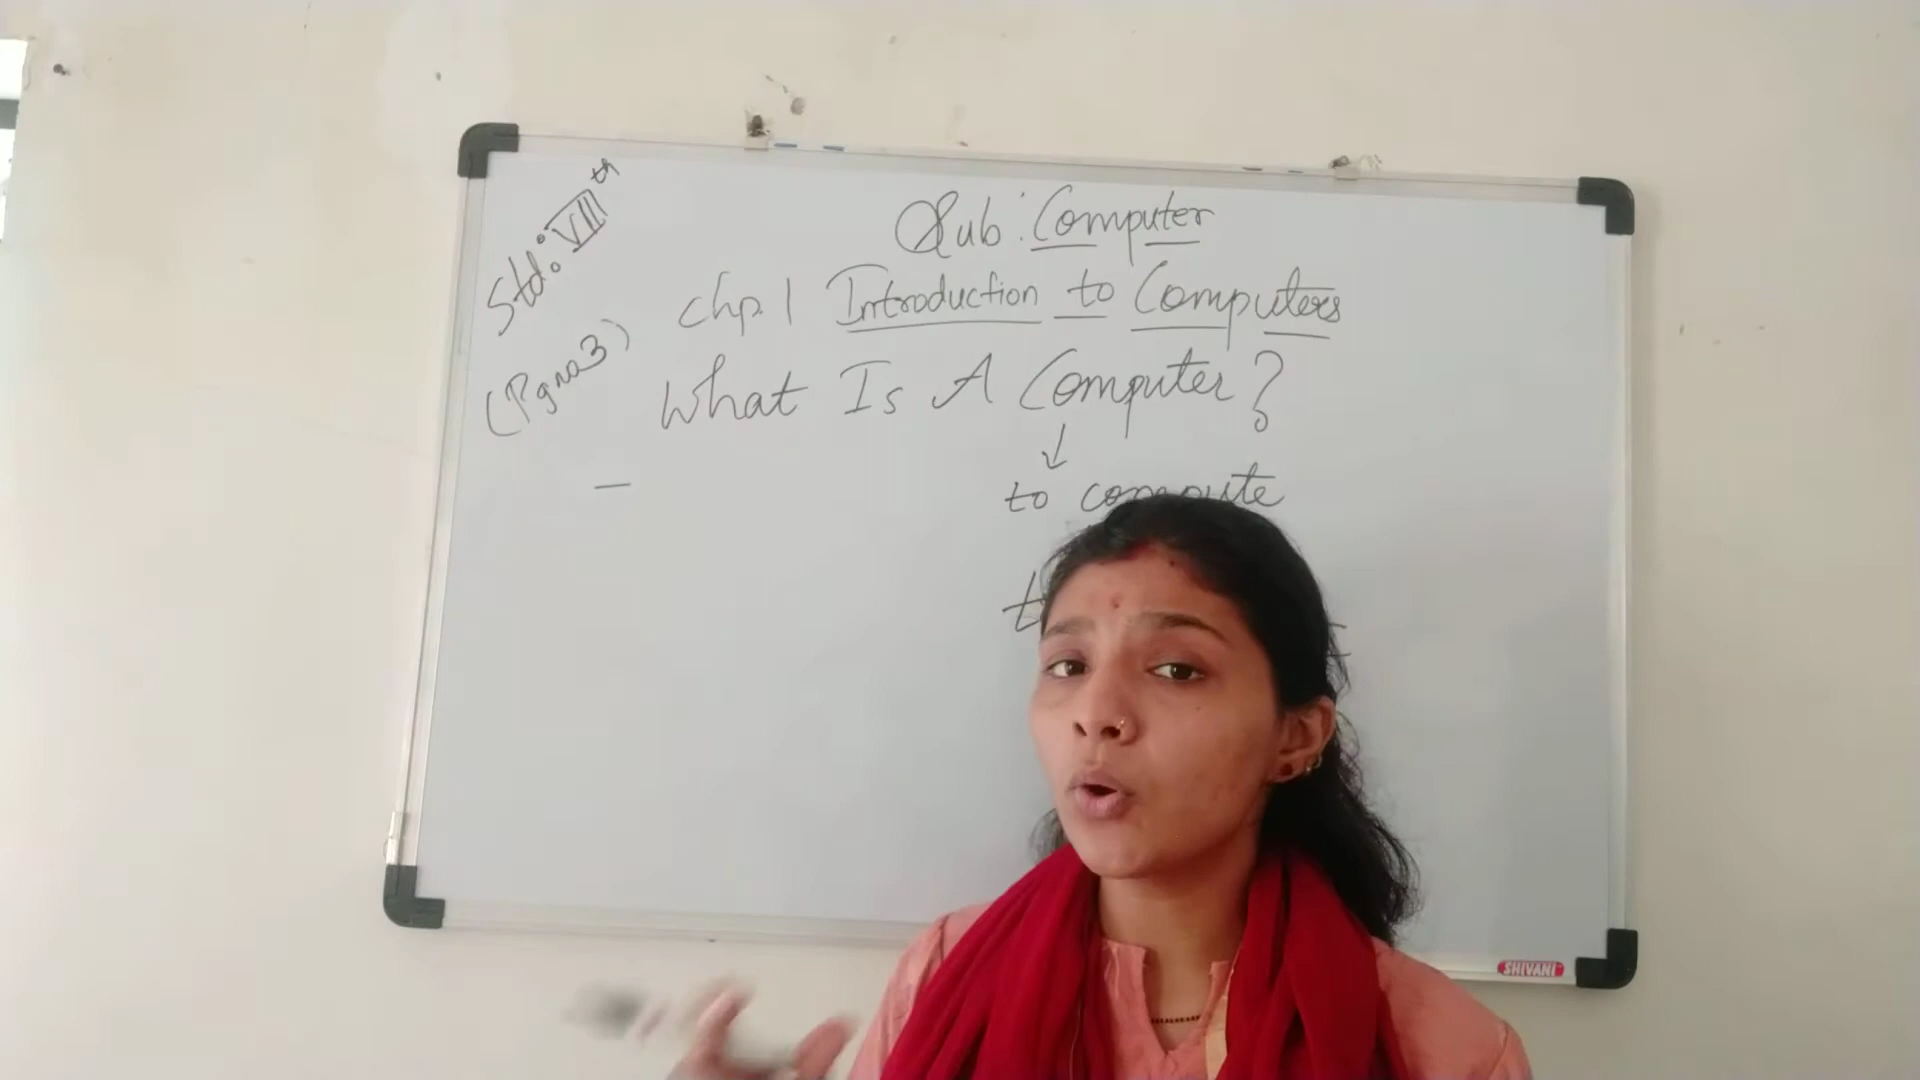 Std: VIIIth
(Pg no 3)
Sub: Computer
Chp. 1 Introduction to Computers
What Is A Computer?
↓
to compute
SHIVANI